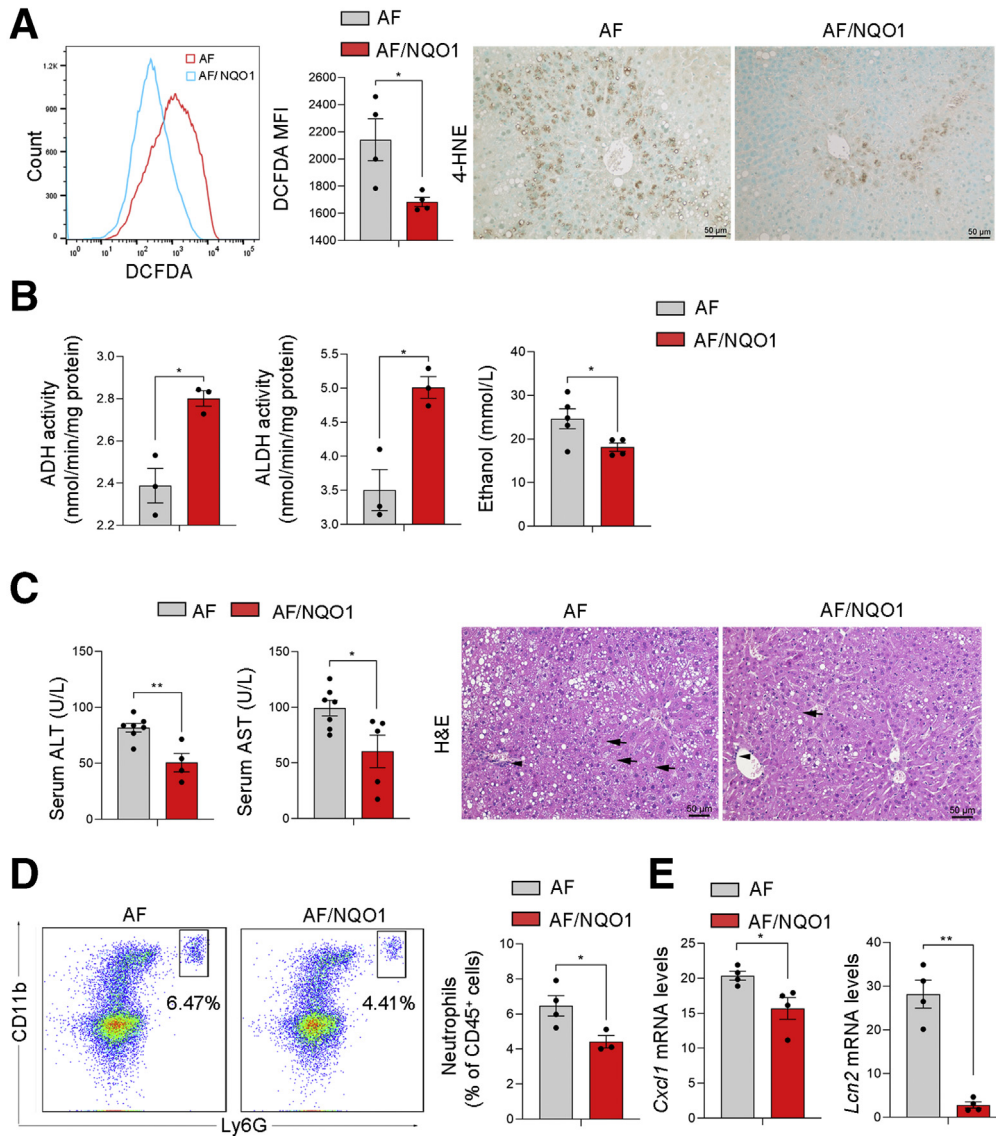 A
AF
AF/NQO1
AF
AF/NQO1
1.2K
900
600
300
0
Count
10^0
10^1
10^2
10^3
10^4
10^5
DCFDA
2600
2400
2200
2000
1800
1600
1400
DCFDA MFI
*
AF
AF/NQO1
4-HNE
50 µm
50 µm
B
AF
AF/NQO1
ADH activity
(nmol/min/mg protein)
3.0
2.8
2.6
2.4
2.2
*
ALDH activity
(nmol/min/mg protein)
5.5
5.0
4.5
4.0
3.5
3.0
*
Ethanol (mmol/L)
40
30
20
10
0
*
C
AF
AF/NQO1
Serum ALT (U/L)
150
100
50
0
**
Serum AST (U/L)
150
100
50
0
*
AF
AF/NQO1
H&E
50 µm
50 µm
D
AF
AF/NQO1
CD11b
6.47%
4.41%
Ly6G
AF
AF/NQO1
Neutrophils
(% of CD45+ cells)
10
8
6
4
2
0
*
E
AF
AF/NQO1
Cxcl1 mRNA levels
25
20
15
10
5
0
*
Lcn2 mRNA levels
40
30
20
10
0
**